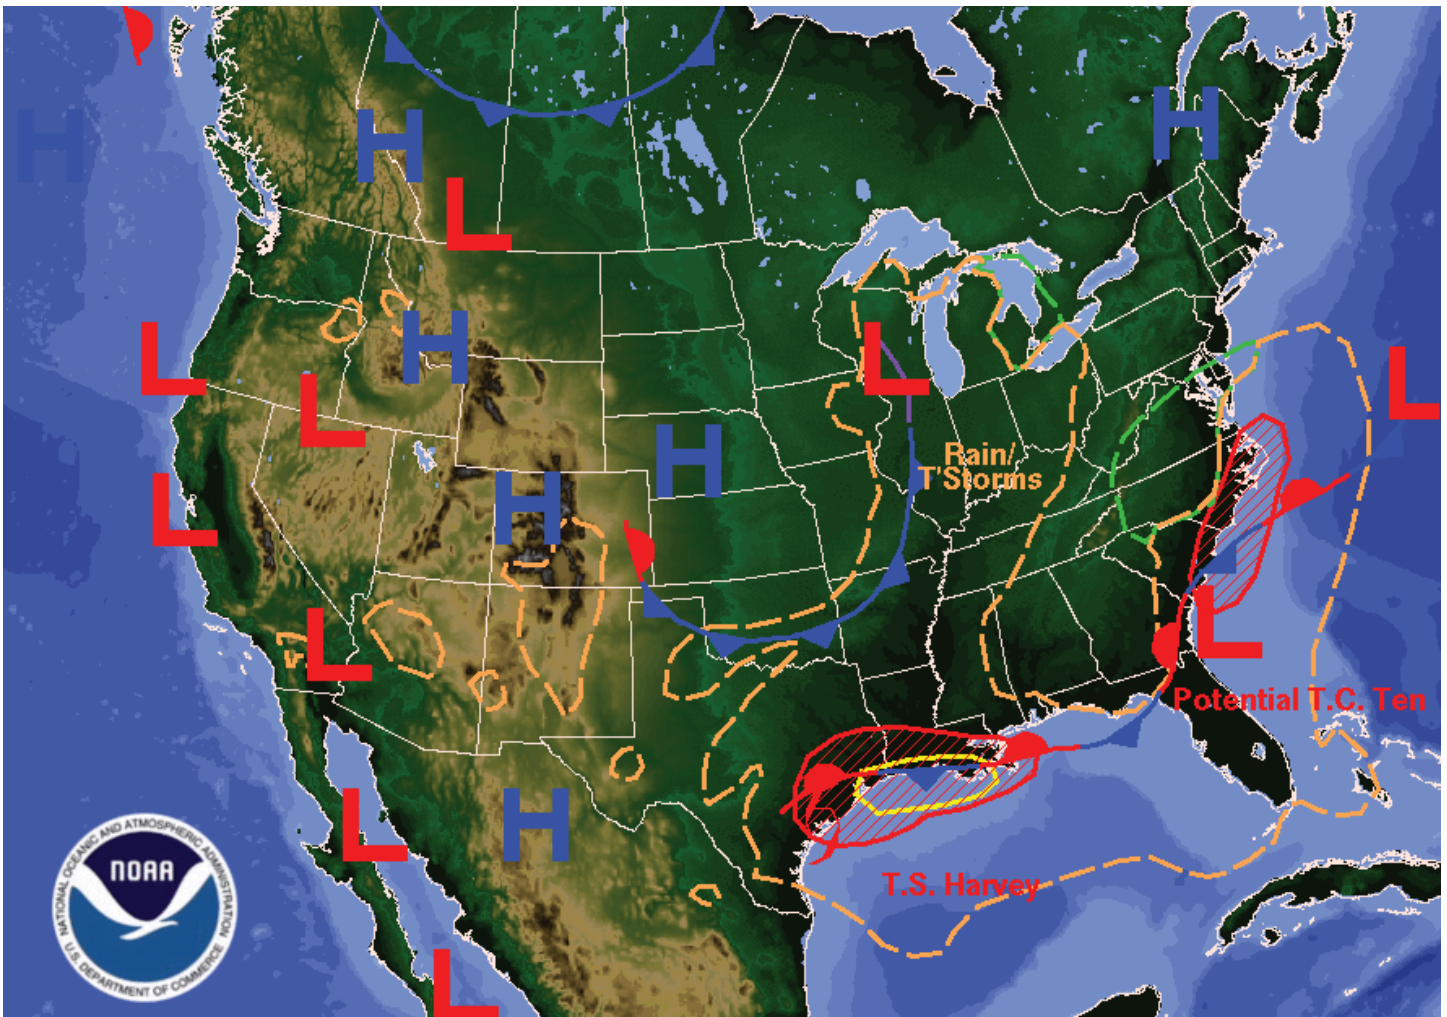 H
H
H
L
L
H
L
L
L
L
H
H
Rain/
T'Storms
L
H
L
L
Potential T.C. Ten
L
H
T.S. Harvey
L
NATIONAL OCEANIC AND ATMOSPHERIC ADMINISTRATION
NOAA
U.S. DEPARTMENT OF COMMERCE